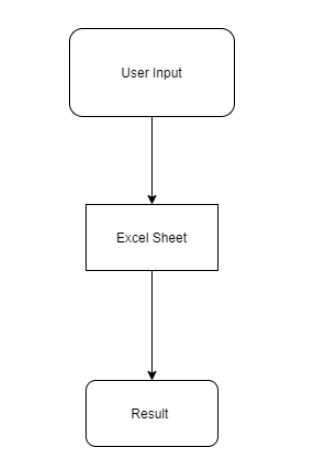 User Input
Excel Sheet
Result